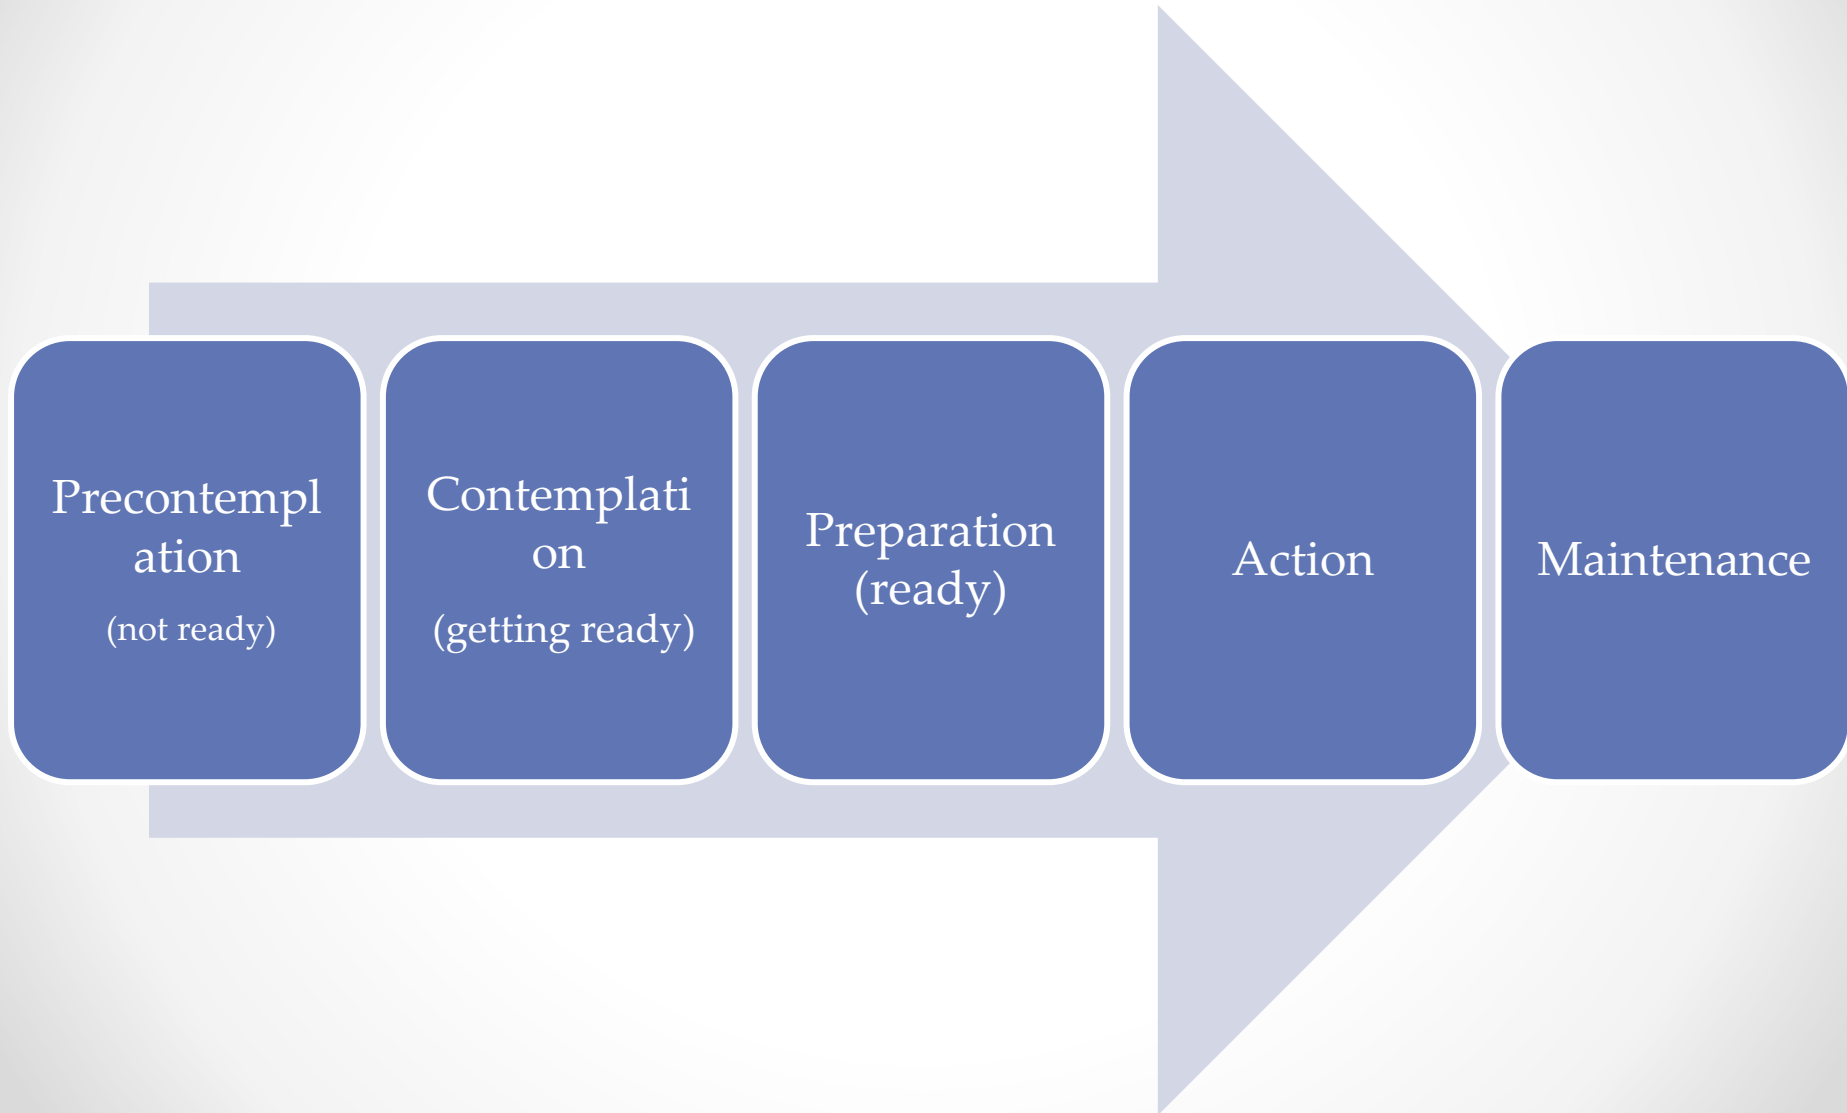 Precontempl
ation
(not ready)
Contemplati
on
(getting ready)
Preparation
(ready)
Action
Maintenance